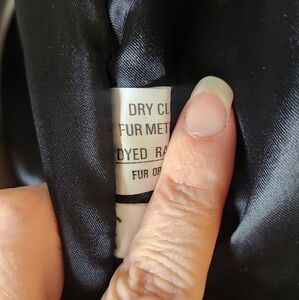 DRY CL
FUR MET
DYED RA
FUR OR